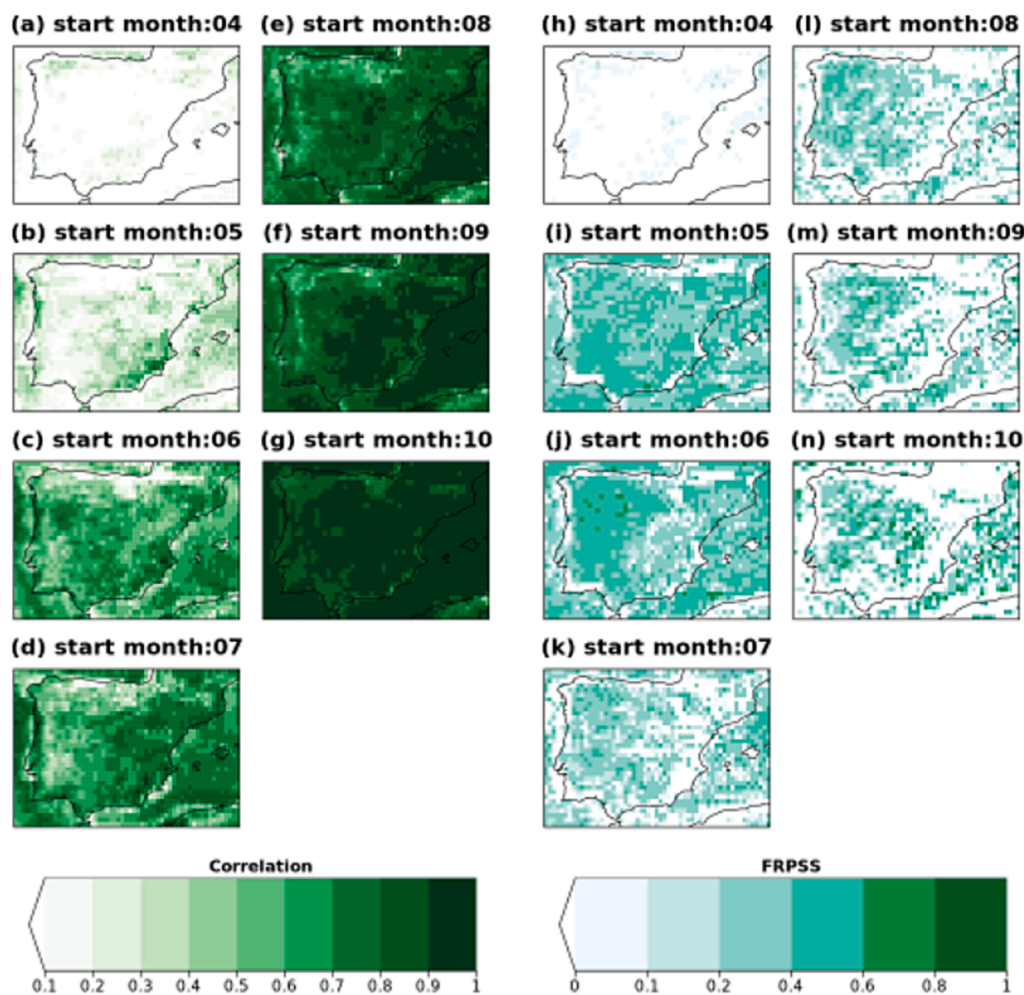 (a) start month:04 (e) start month:08 (h) start month:04 (l) start month:08
(b) start month:05 (f) start month:09 (i) start month:05 (m) start month:09
(c) start month:06 (g) start month:10 (j) start month:06 (n) start month:10
(d) start month:07 (k) start month:07
Correlation FRPSS
0.1 0.2 0.3 0.4 0.5 0.6 0.7 0.8 0.9 1 0 0.1 0.2 0.4 0.6 0.8 1